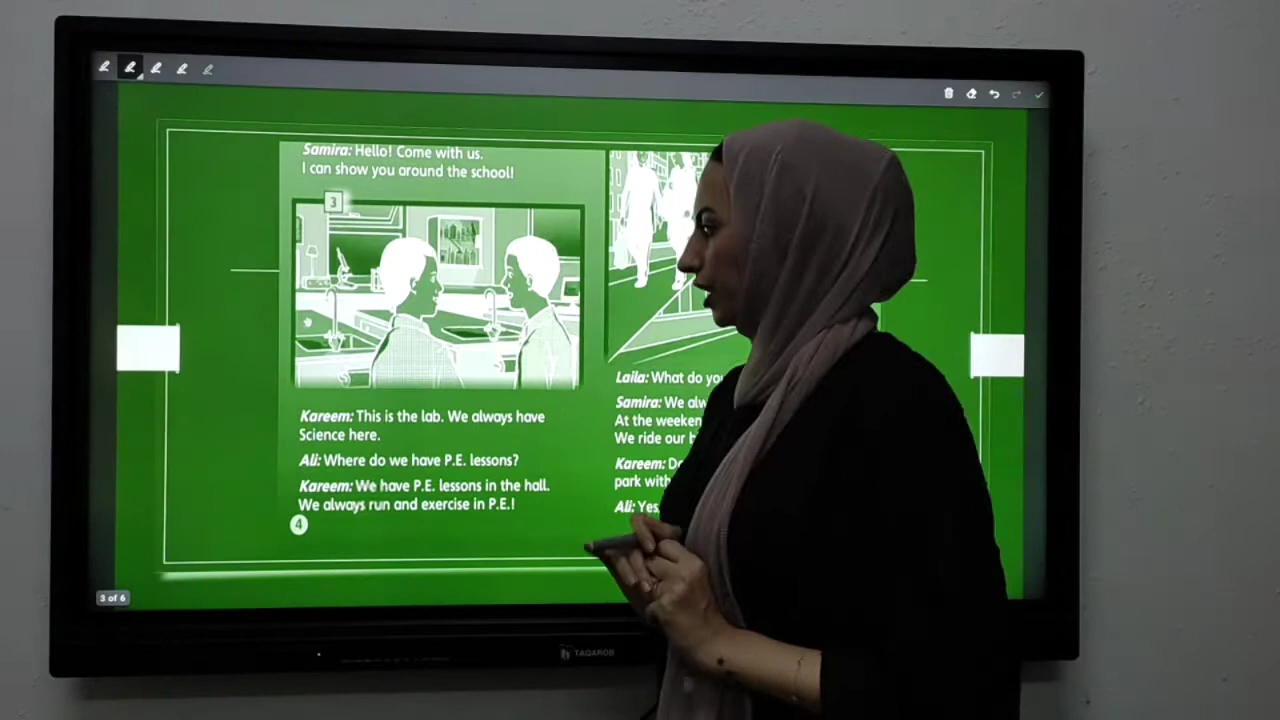 Samira: Hello! Come with us.
I can show you around the school!
3
Kareem: This is the lab. We always have
Science here.
Ali: Where do we have P.E. lessons?
Kareem: We have P.E. lessons in the hall.
We always run and exercise in P.E.!
4
Laila: What do you
Samira: We
At the
We ride our
Kareem:
park with
Ali: Yes,
3 of 6
TAQAROB